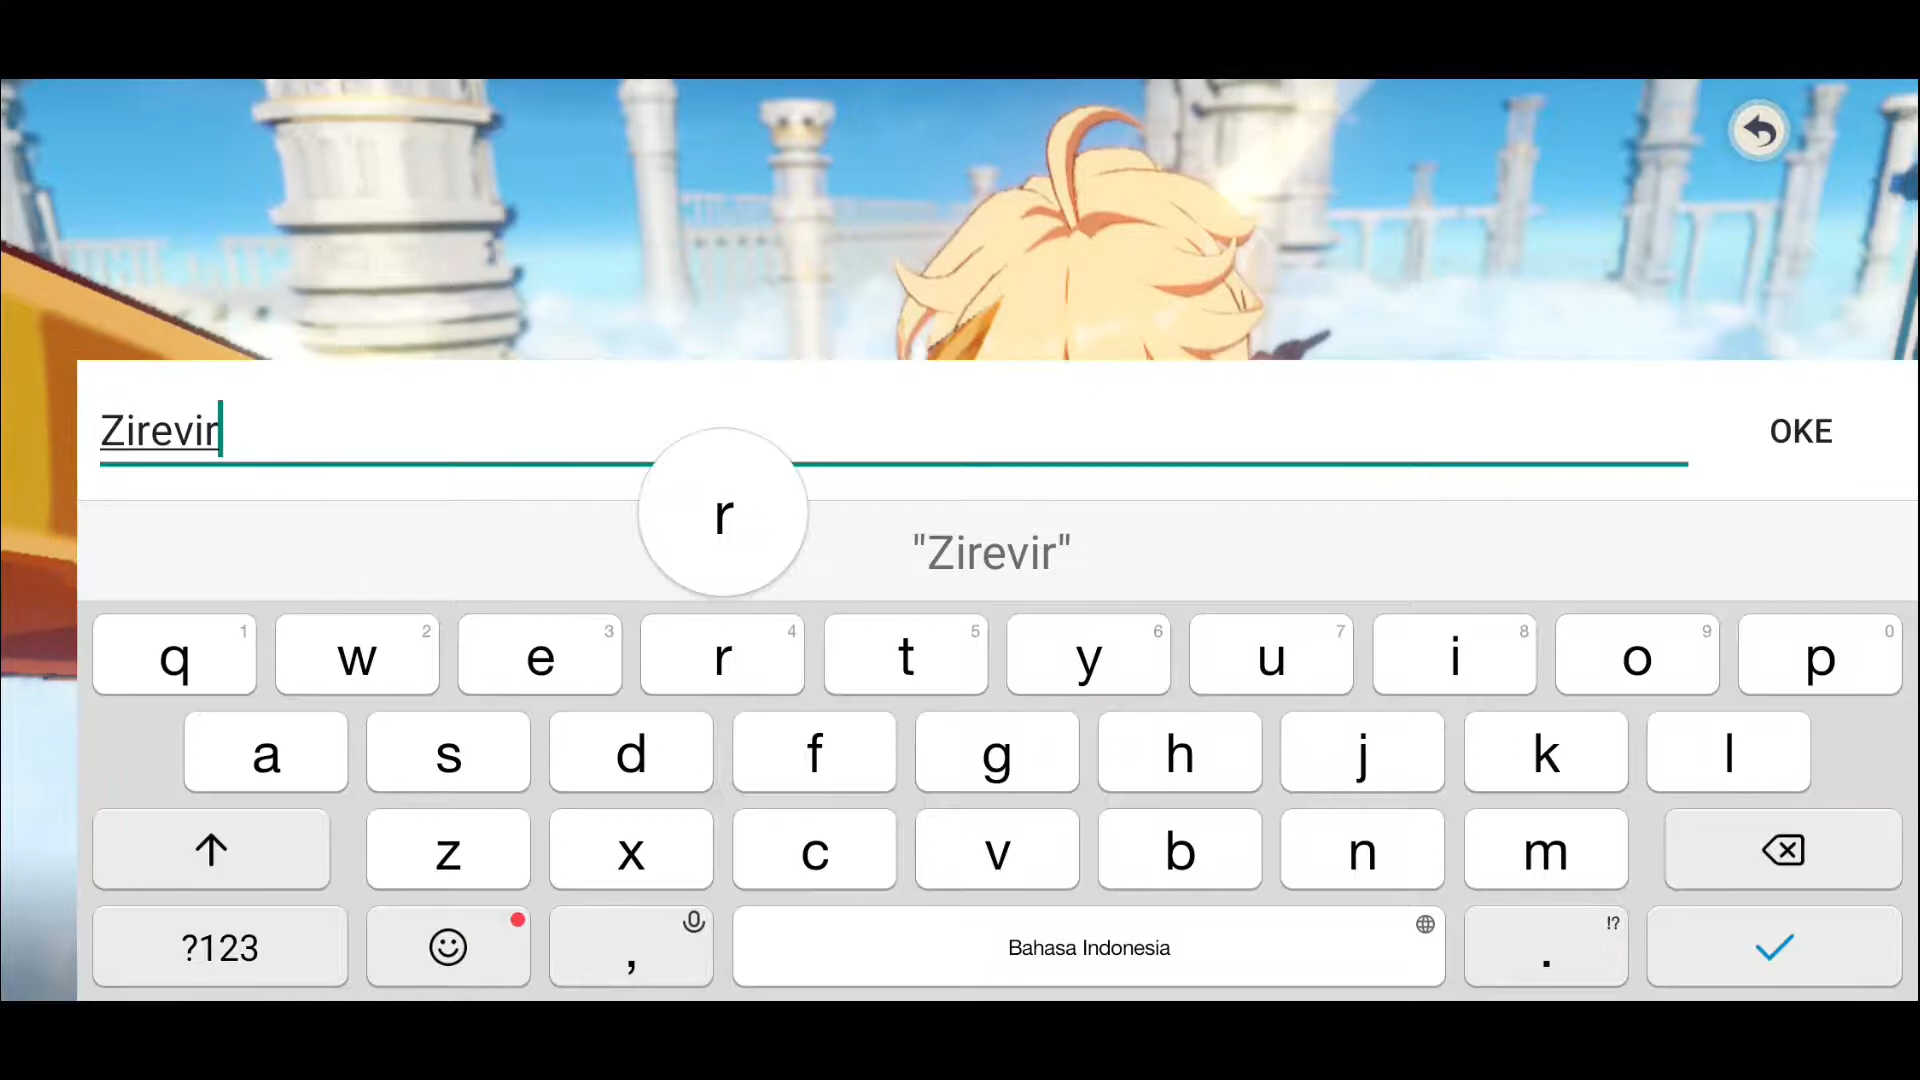 Zirevir
OKE
r
"Zirevir"
q 1 w 2 e 3 r 4 t 5 y 6 u 7 i 8 o 9 p 0
a s d f g h j k l
z x c v b n m
?123 , Bahasa Indonesia . !?